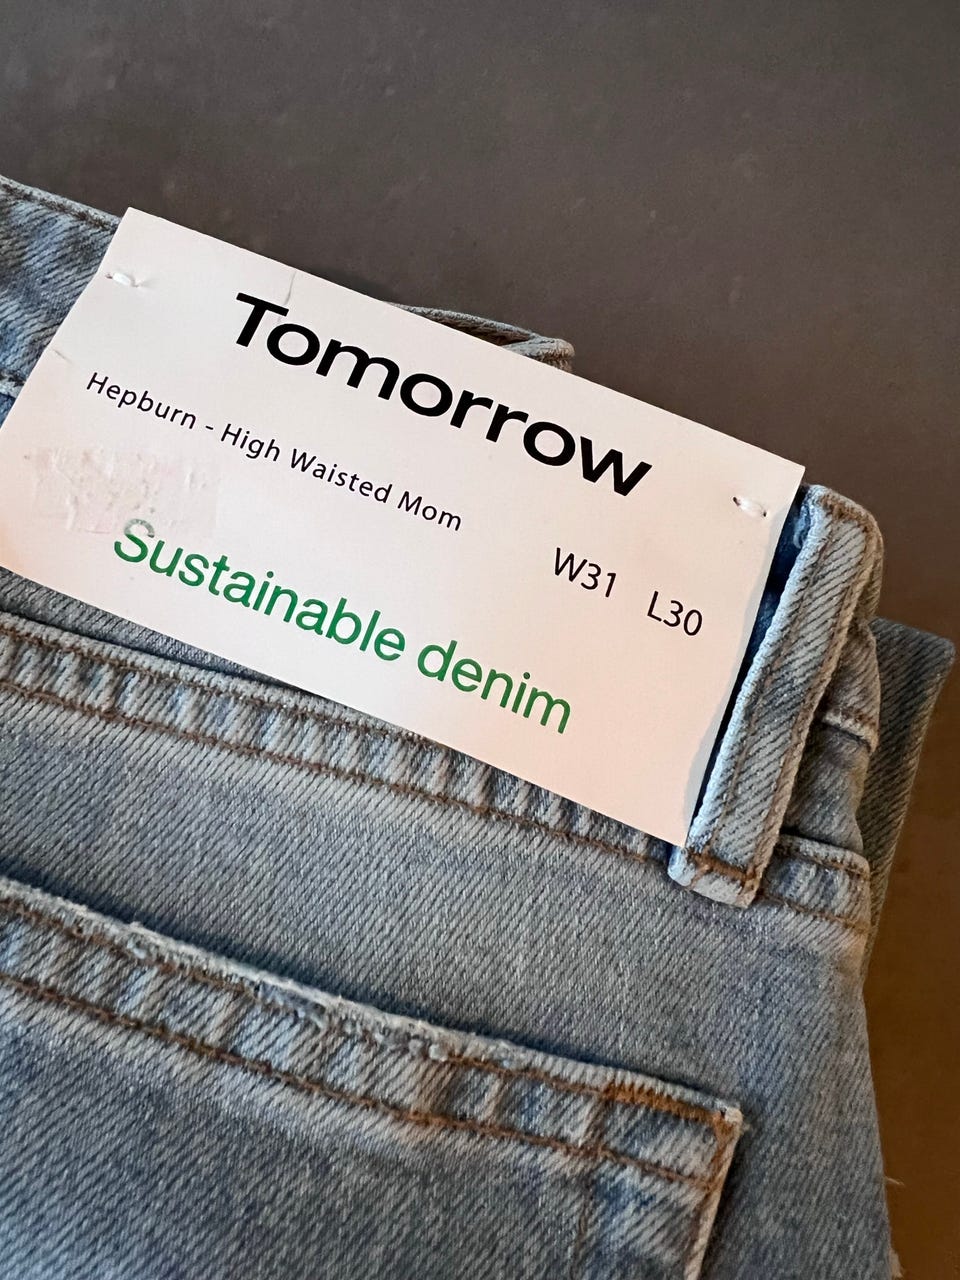 Tomorrow
Hepburn - High Waisted Mom
W31 L30
Sustainable denim